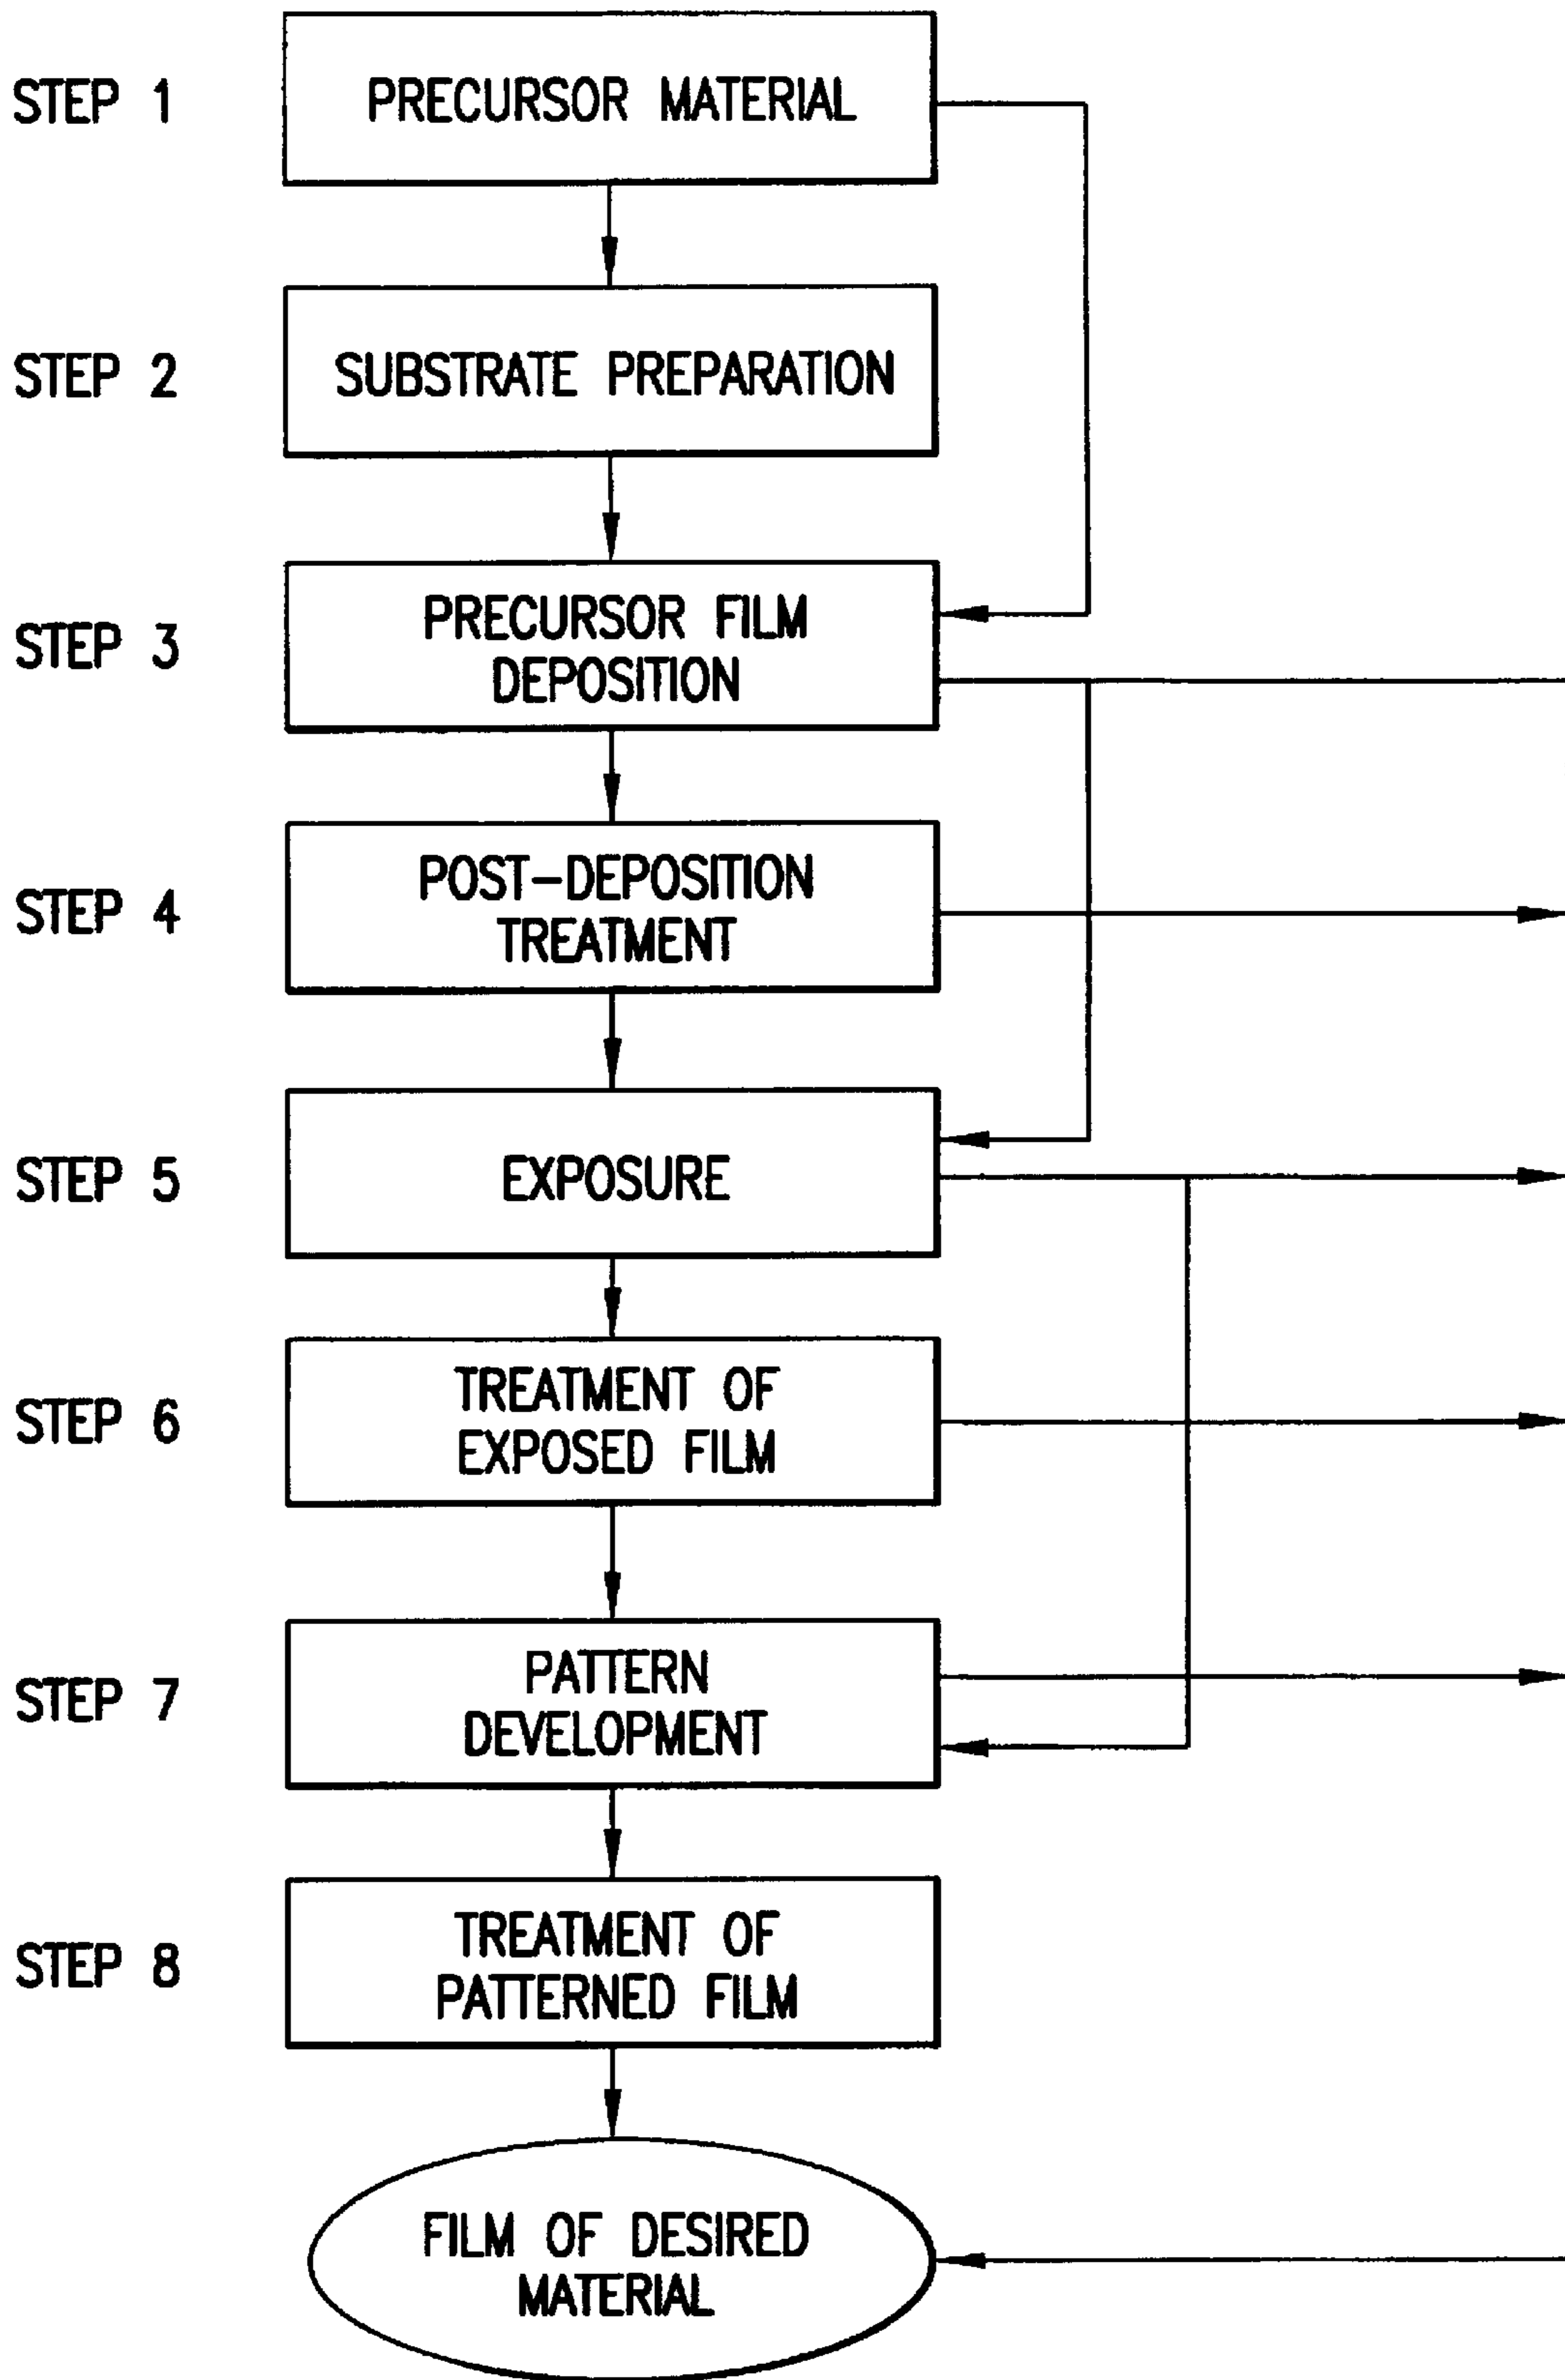 STEP 1
PRECURSOR MATERIAL
STEP 2
SUBSTRATE PREPARATION
STEP 3
PRECURSOR FILM
DEPOSITION
STEP 4
POST-DEPOSITION
TREATMENT
STEP 5
EXPOSURE
STEP 6
TREATMENT OF
EXPOSED FILM
STEP 7
PATTERN
DEVELOPMENT
STEP 8
TREATMENT OF
PATTERNED FILM
FILM OF DESIRED
MATERIAL